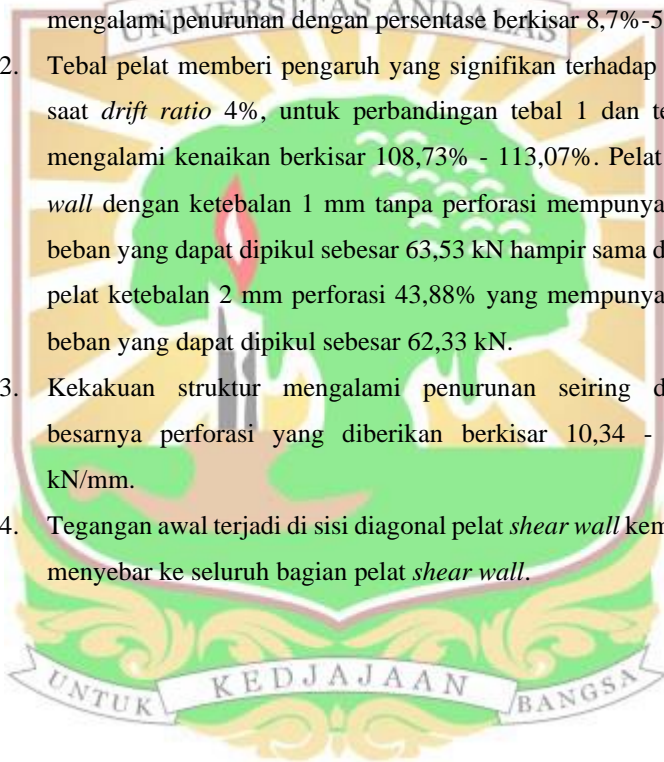 UNIVERSITAS ANDALAS
mengalami penurunan dengan persentase berkisar 8,7%-5
2. Tebal pelat memberi pengaruh yang signifikan terhadap
saat drift ratio 4%, untuk perbandingan tebal 1 dan te
mengalami kenaikan berkisar 108,73% - 113,07%. Pelat
wall dengan ketebalan 1 mm tanpa perforasi mempunya
beban yang dapat dipikul sebesar 63,53 kN hampir sama d
pelat ketebalan 2 mm perforasi 43,88% yang mempunya
beban yang dapat dipikul sebesar 62,33 kN.
3. Kekakuan struktur mengalami penurunan seiring d
besarnya perforasi yang diberikan berkisar 10,34 -
kN/mm.
4. Tegangan awal terjadi di sisi diagonal pelat shear wall kem
menyebar ke seluruh bagian pelat shear wall.
UNTUK KEDJAJAAN BANGSA